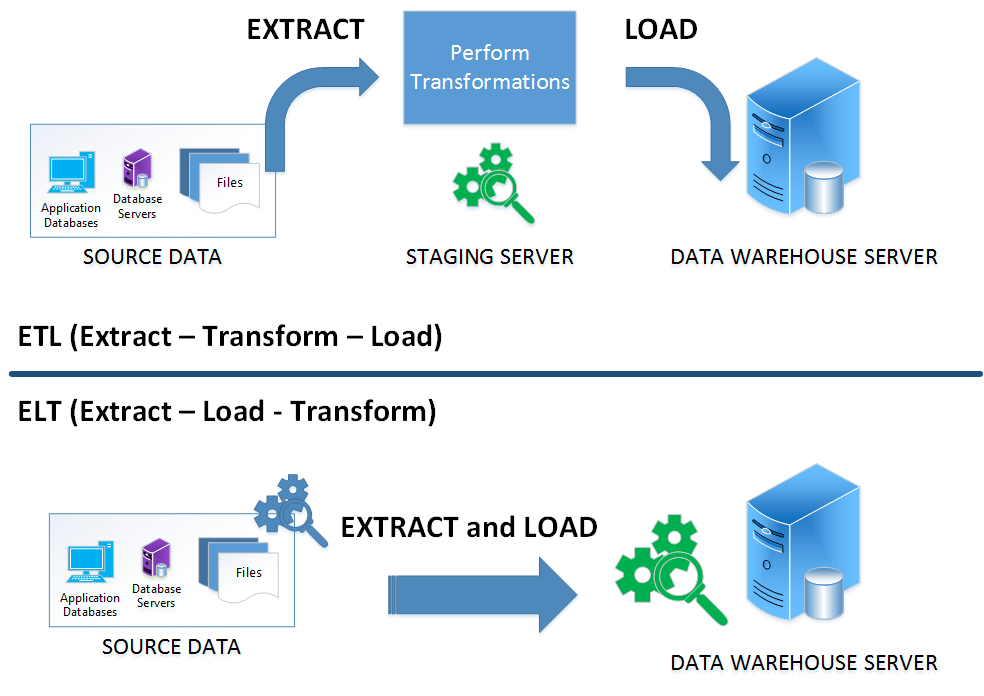 EXTRACT
Perform
Transformations
LOAD
Application
Databases
Database
Servers
Files
SOURCE DATA
STAGING SERVER
DATA WAREHOUSE SERVER
ETL (Extract – Transform – Load)
ELT (Extract – Load - Transform)
EXTRACT and LOAD
Application
Databases
Database
Servers
Files
SOURCE DATA
DATA WAREHOUSE SERVER